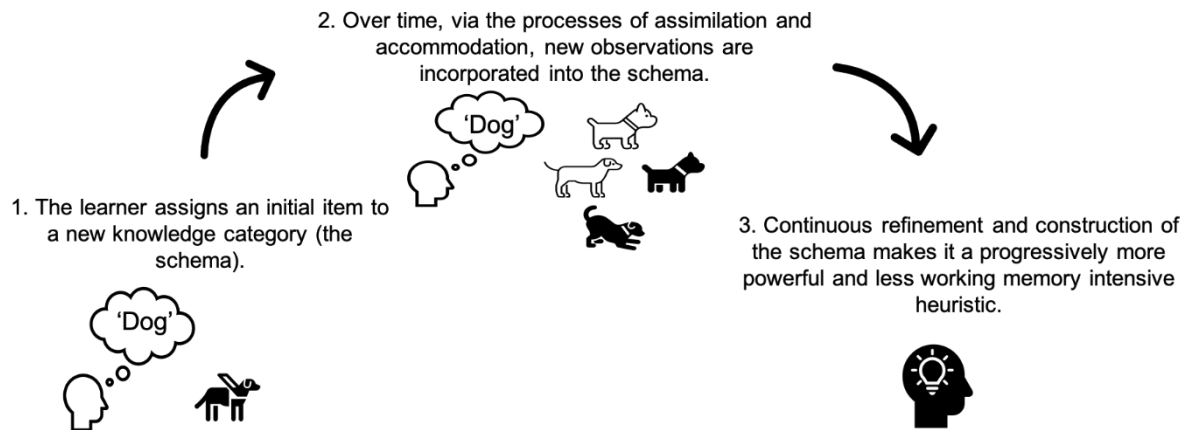 2. Over time, via the processes of assimilation and
accommodation, new observations are
incorporated into the schema.
'Dog'
1. The learner assigns an initial item to
a new knowledge category (the
schema).
'Dog'
3. Continuous refinement and construction of
the schema makes it a progressively more
powerful and less working memory intensive
heuristic.